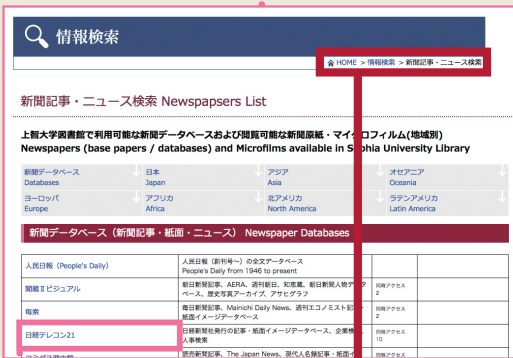 情報検索
HOME > 情報検索 > 新聞記事・ニュース検索
新聞記事・ニュース検索 Newspapsers List
上智大学図書館で利用可能な新聞データベースおよび閲覧可能な新聞原紙・マイクロフィルム(地域別)
Newspapers (base papers / databases) and Microfilms available in Sophia University Library
新聞データベース 日本 アジア オセアニア
Databases Japan Asia Oceania
ヨーロッパ アフリカ 北アメリカ ラテンアメリカ
Europe Africa North America Latin America
新聞データベース（新聞記事・紙面・ニュース） Newspaper Databases
人民日報（People's Daily） 人民日報（創刊号~）の全文データベース
People's Daily from 1946 to present
聞蔵Ⅱビジュアル 朝日新聞記事、AERA、週刊朝日、知恵蔵、朝日新聞人物データベース、歴史写真アーカイブ、アサヒグラフ 同時アクセス 2
毎索 毎日新聞記事、Mainichi Daily News、週刊エコノミスト記
紙面イメージデータベース 同時アクセス 2
日経テレコン21 日経新聞社発行の記事・紙面イメージデータベース、企業検
人事検索 同時アクセス 10
読売新聞記事、The Japan News、現代人名録記事・紙面イ 同時アクセス